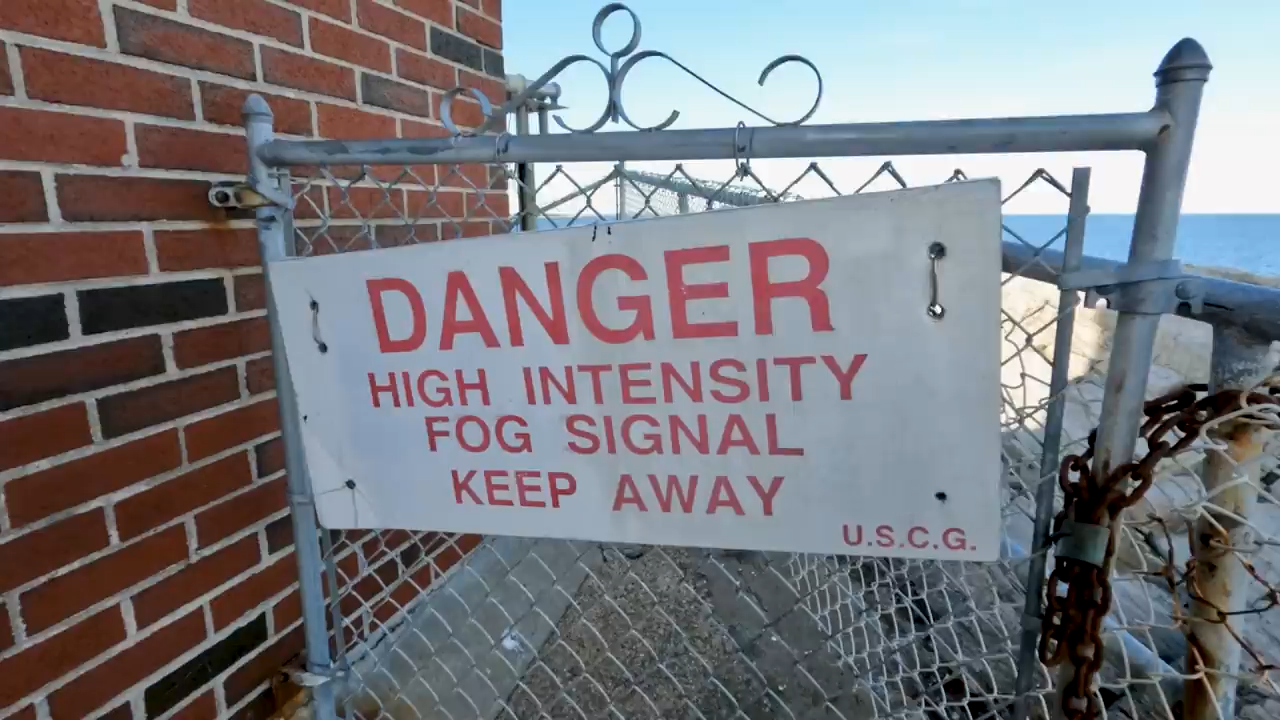 DANGER
HIGH INTENSITY
FOG SIGNAL
KEEP AWAY
U.S.C.G.